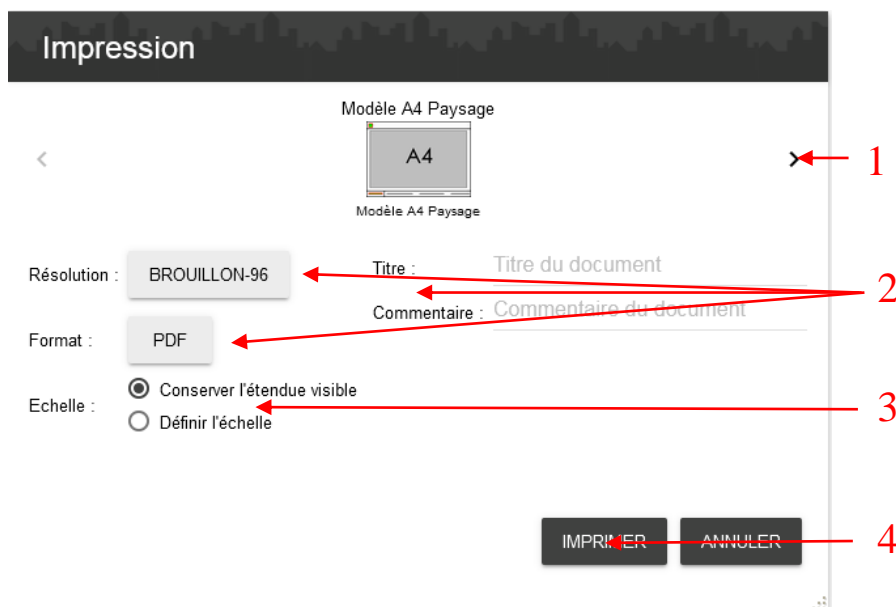 Impression
Modèle A4 Paysage
A4
Modèle A4 Paysage
1
Résolution : BROUILLON-96 Titre : Titre du document
2
Commentaire : Commentaire du document
Format : PDF
Echelle : Conserver l'étendue visible
3
Définir l'échelle
IMPRIMER ANNULER 4